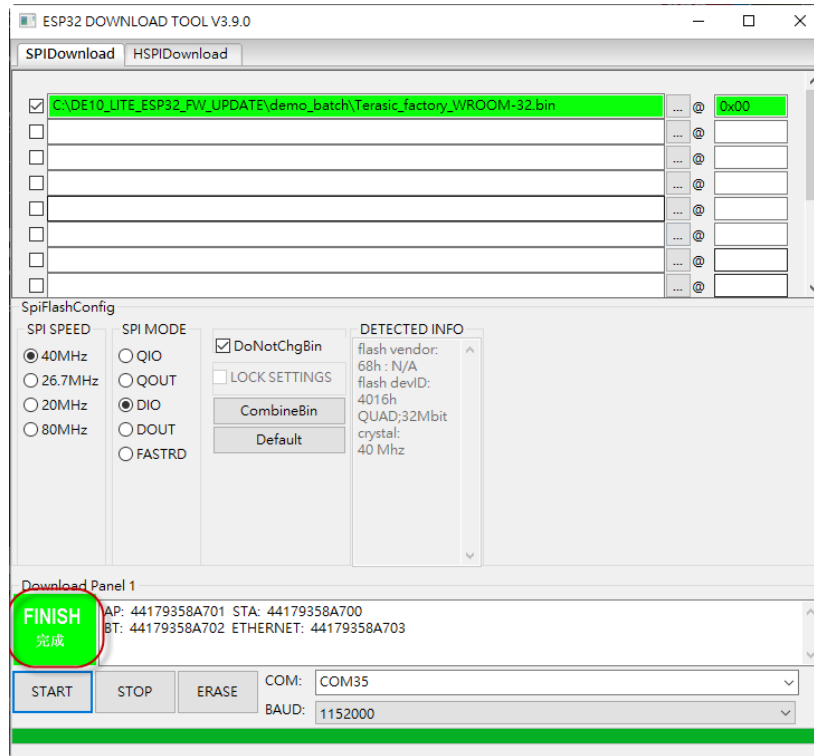 ESP32 DOWNLOAD TOOL V3.9.0
SPIDownload HSPIDownload
C:\DE10_LITE_ESP32_FW_UPDATE\demo_batch\Terasic_factory_WROOM-32.bin ... @ 0x00
... @
... @
... @
... @
... @
... @
... @
SpiFlashConfig
SPI SPEED
40MHz
26.7MHz
20MHz
80MHz
SPI MODE
QIO
QOUT
DIO
DOUT
FASTRD
DoNotChgBin
LOCK SETTINGS
CombineBin
Default
DETECTED INFO
flash vendor:
68h : N/A
flash devID:
4016h
QUAD;32Mbit
crystal:
40 Mhz
Download Panel 1
FINISH
完成
AP: 44179358A701 STA: 44179358A700
BT: 44179358A702 ETHERNET: 44179358A703
START STOP ERASE
COM: COM35
BAUD: 1152000